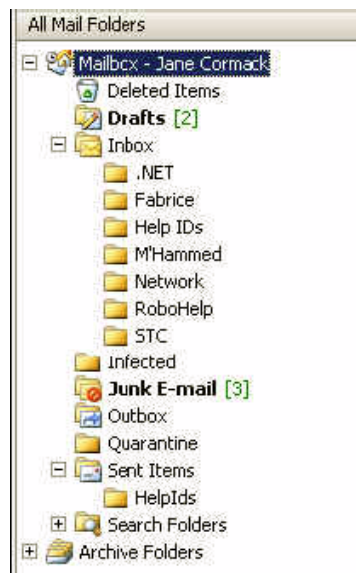 All Mail Folders
Mailbox - Jane Cormack
Deleted Items
Drafts [2]
Inbox
.NET
Fabrice
Help IDs
M'Hammed
Network
RoboHelp
STC
Infected
Junk E-mail [3]
Outbox
Quarantine
Sent Items
HelpIds
Search Folders
Archive Folders